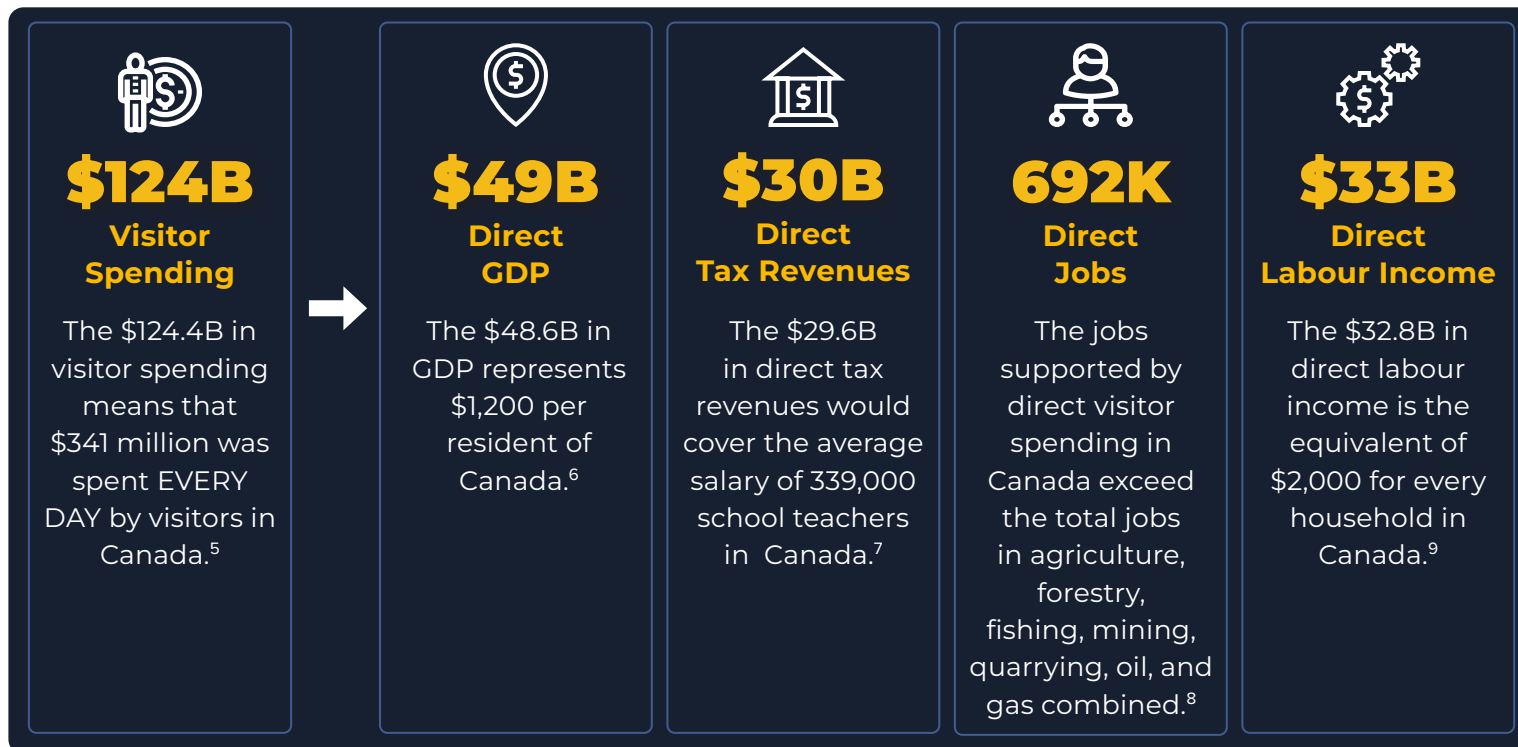 $124B
Visitor
Spending
The $124.4B in
visitor spending
means that
$341 million was
spent EVERY
DAY by visitors in
Canada.⁵
$49B
Direct
GDP
The $48.6B in
GDP represents
$1,200 per
resident of
Canada.⁶
$30B
Direct
Tax Revenues
The $29.6B
in direct tax
revenues would
cover the average
salary of 339,000
school teachers
in Canada.⁷
692K
Direct
Jobs
The jobs
supported by
direct visitor
spending in
Canada exceed
the total jobs
in agriculture,
forestry,
fishing, mining,
quarrying, oil, and
gas combined.⁸
$33B
Direct
Labour Income
The $32.8B in
direct labour
income is the
equivalent of
$2,000 for every
household in
Canada.⁹